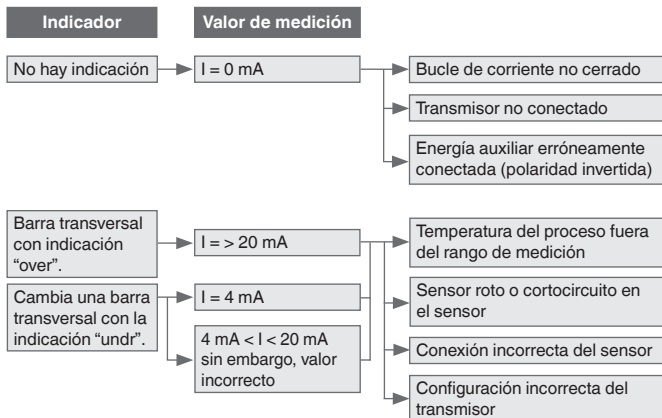 Indicador
Valor de medición
No hay indicación
I = 0 mA
Bucle de corriente no cerrado
Transmisor no conectado
Energía auxiliar erróneamente
conectada (polaridad invertida)
Barra transversal
con indicación
“over”.
I = > 20 mA
Temperatura del proceso fuera
del rango de medición
Cambia una barra
transversal con la
indicación “undr”.
I = 4 mA
4 mA < I < 20 mA
sin embargo, valor
incorrecto
Sensor roto o cortocircuito en
el sensor
Conexión incorrecta del sensor
Configuración incorrecta del
transmisor